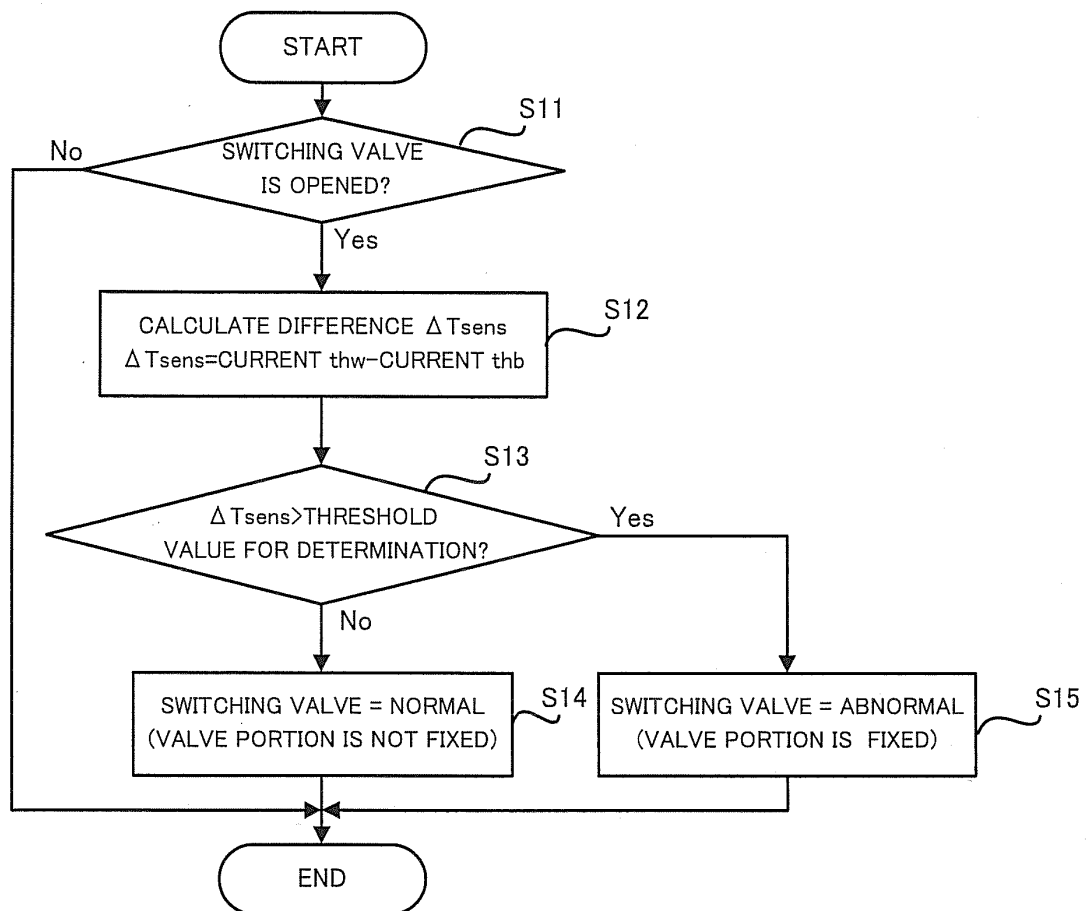 START
S11
No
SWITCHING VALVE
IS OPENED?
Yes
S12
CALCULATE DIFFERENCE ΔTsens
ΔTsens=CURRENT thw-CURRENT thb
S13
ΔTsens>THRESHOLD
VALUE FOR DETERMINATION?
Yes
No
SWITCHING VALVE = NORMAL
(VALVE PORTION IS NOT FIXED)
S14
SWITCHING VALVE = ABNORMAL
(VALVE PORTION IS FIXED)
S15
END